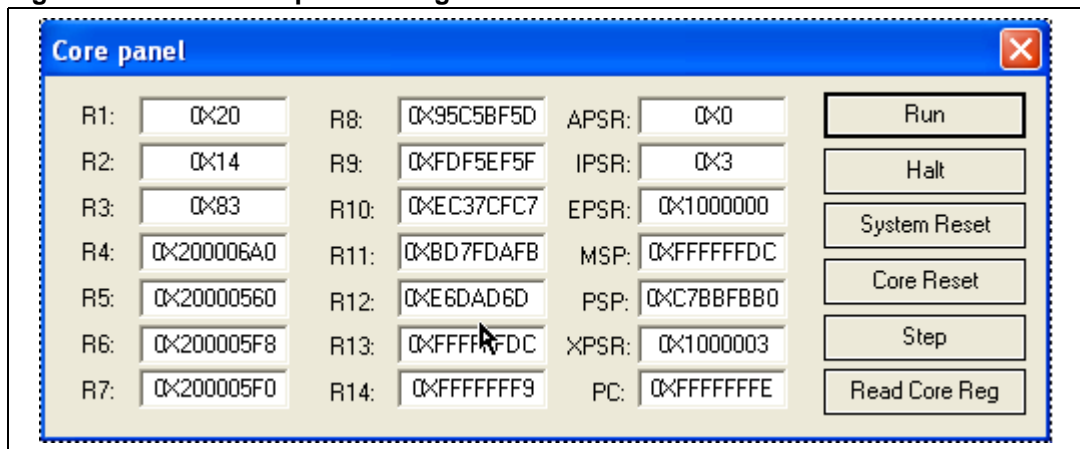 Core panel
R1: 0X20 R8: 0X95C5BF5D APSR: 0X0 Run
R2: 0X14 R9: 0XFDF5EF5F IPSR: 0X3 Halt
R3: 0X83 R10: 0XEC37CFC7 EPSR: 0X1000000 System Reset
R4: 0X200006A0 R11: 0XBD7FDAFB MSP: 0XFFFFFFDC Core Reset
R5: 0X20000560 R12: 0XE6DAD6D PSP: 0XC7BBFBB0 Step
R6: 0X200005F8 R13: XPSR: 0X1000003 Read Core Reg
R7: 0X200005F0 R14: 0XFFFFFFF9 PC: 0XFFFFFFFE